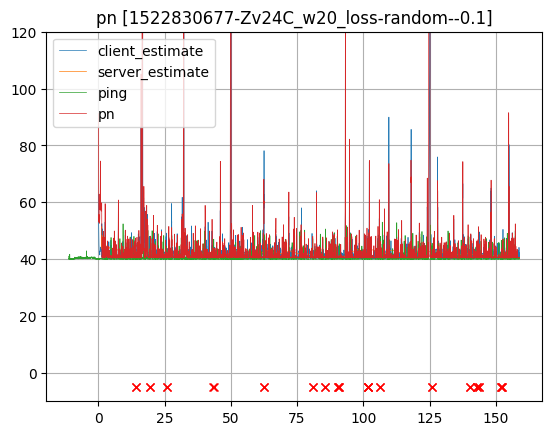 pn [1522830677-Zv24C_w20_loss-random--0.1]
client_estimate
server_estimate
ping
pn
120
100
80
60
40
20
0
0 25 50 75 100 125 150